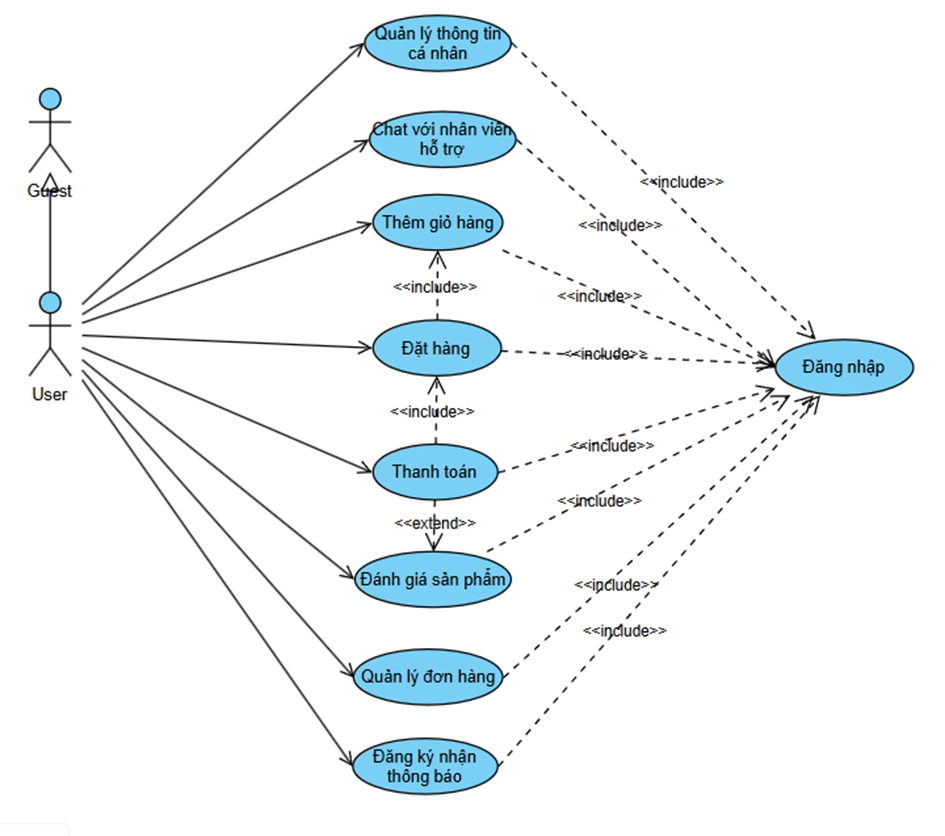 Quản lý thông tin
cá nhân
Chat với nhân viên
hỗ trợ
<<include>>
Guest
Thêm giỏ hàng
<<include>>
<<include>>
<<include>>
Đặt hàng
<<include>>
Đăng nhập
User
<<include>>
<<include>>
Thanh toán
<<include>>
<<extend>>
Đánh giá sản phẩm
<<include>>
<<include>>
Quản lý đơn hàng
Đăng ký nhận
thông báo